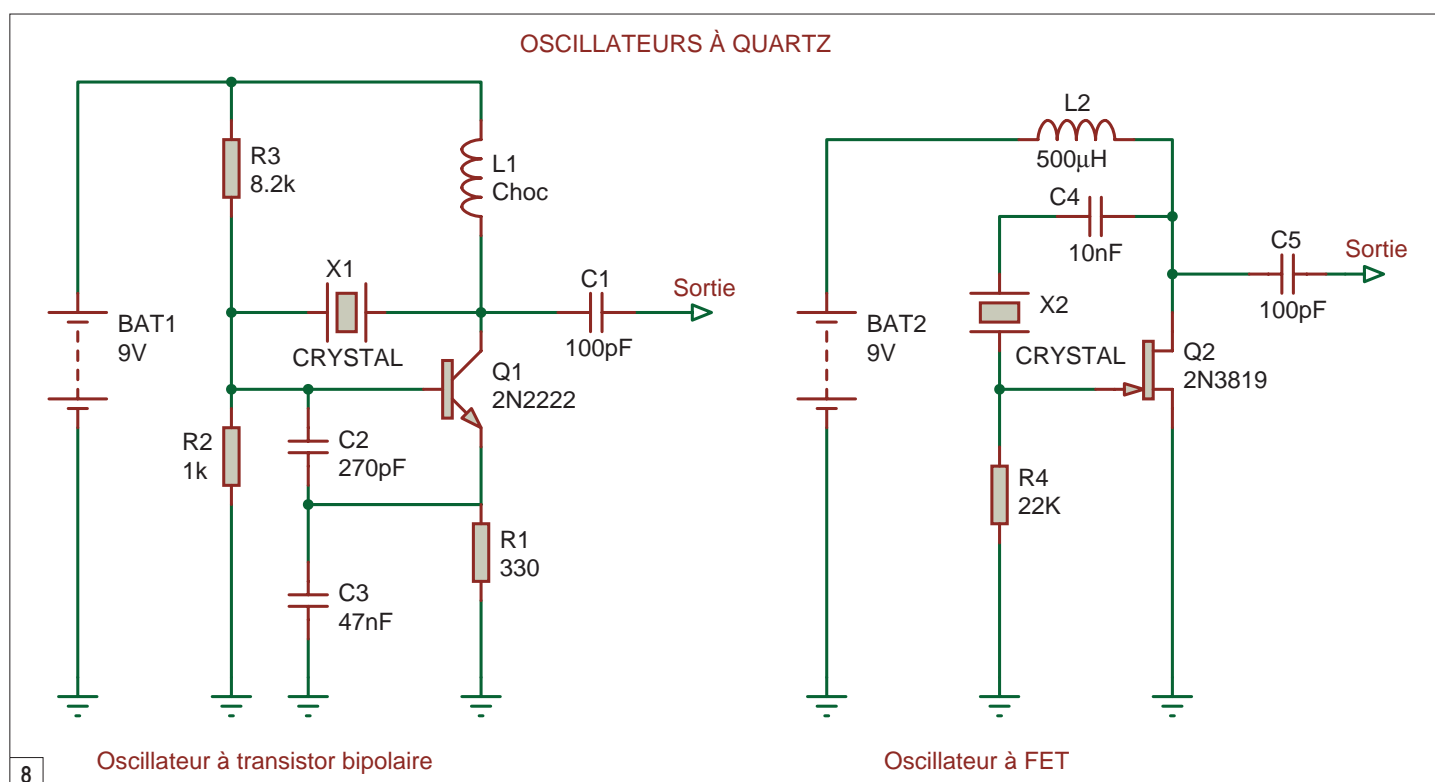 OSCILLATEURS À QUARTZ
R3
8.2k
L1
Choc
X1
CRYSTAL
C1
100pF
Sortie
BAT1
9V
Q1
2N2222
R2
1k
C2
270pF
R1
330
C3
47nF
Oscillateur à transistor bipolaire
L2
500µH
C4
10nF
C5
100pF
Sortie
X2
CRYSTAL
BAT2
9V
Q2
2N3819
R4
22K
Oscillateur à FET
8